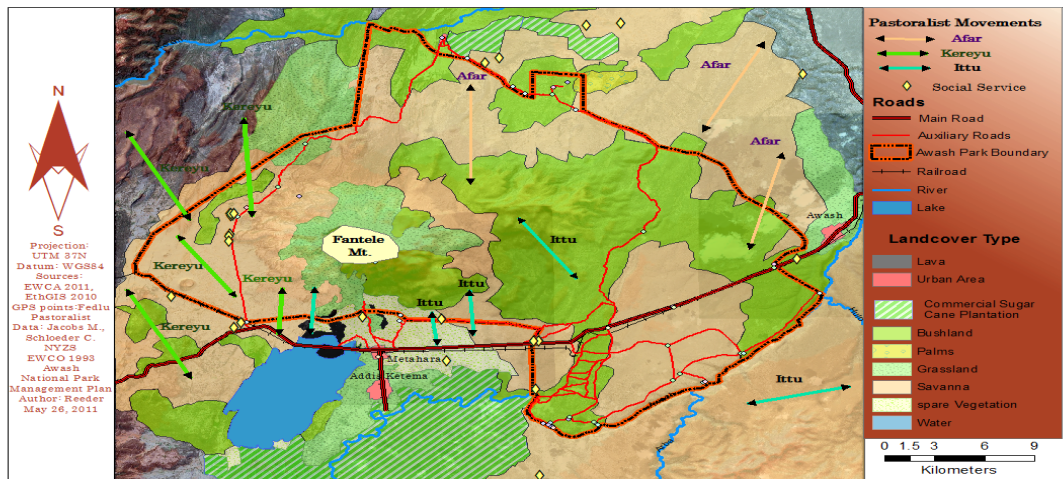 N
S
Projection:
UTM 37N
Datum: WGS84
Sources:
EWCA 2011,
EthGIS 2010
GPS points:Fedlu
Pastoralist
Data: Jacobs M.,
Schloeder C.
NYZS
EWCO 1993
Awash
National Park
Management Plan
Author: Reeder
May 26, 2011
Kereyu
Kereyu
Kereyu
Kereyu
Kereyu
Fantele
Mt.
Afar
Afar
Afar
Ittu
Ittu
Ittu
Ittu
Awash
Metahara
Addis Ketema
Pastoralist Movements
Afar
Kereyu
Ittu
Social Service
Roads
Main Road
Auxiliary Roads
Awash Park Boundary
Railroad
River
Lake
Landcover Type
Lava
Urban Area
Commercial Sugar
Cane Plantation
Bushland
Palms
Grassland
Savanna
spare Vegetation
Water
0 1.5 3 6 9
Kilometers